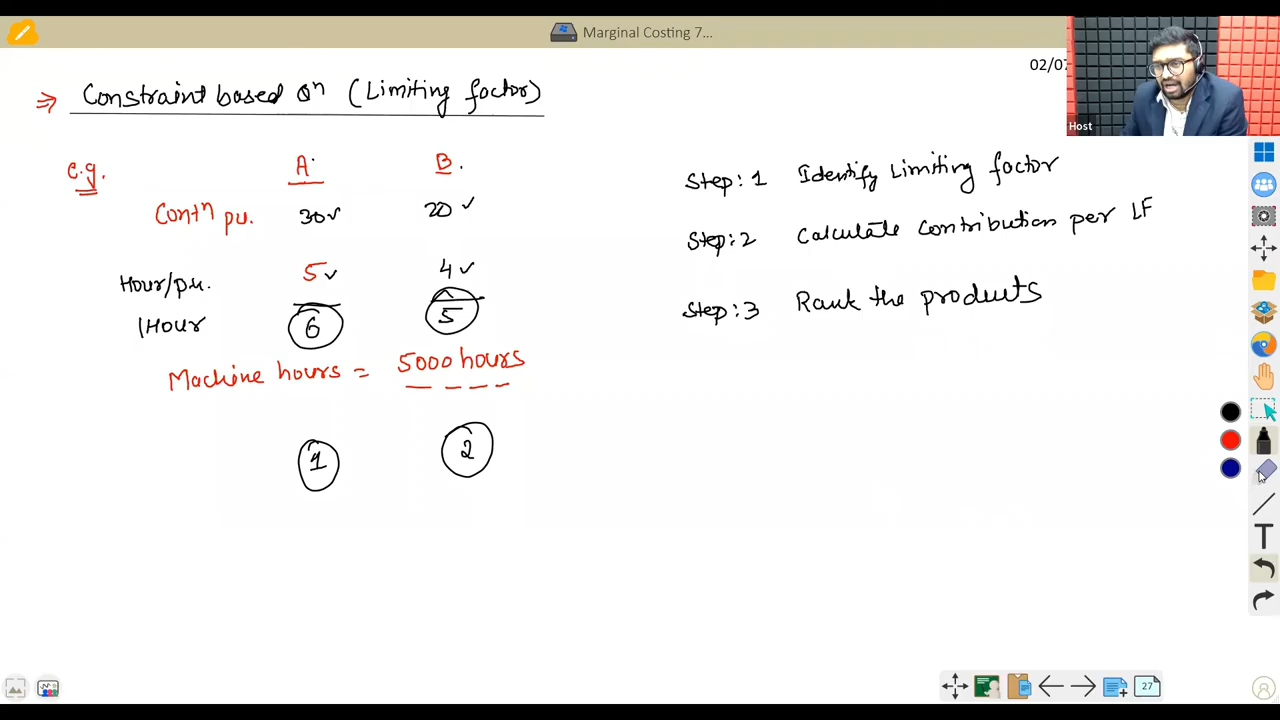 Marginal Costing 7...
02/07
Host
⇒ Constraint based Qⁿ (Limiting factor)
e.g. A B
Contⁿ pu. 30✓ 20✓
Hour/p.u. 5✓ 4✓
1Hour 6 5
Machine hours = 5000 hours
1 2
Step:1 Identify Limiting factor
Step:2 Calculate contribution per LF
Step:3 Rank the products
T
27